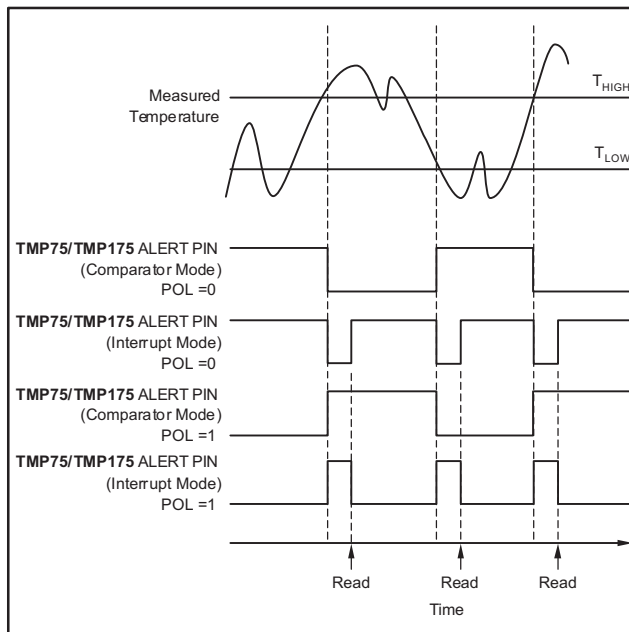 T_HIGH
Measured
Temperature
T_LOW
TMP75/TMP175 ALERT PIN
(Comparator Mode)
POL =0
TMP75/TMP175 ALERT PIN
(Interrupt Mode)
POL =0
TMP75/TMP175 ALERT PIN
(Comparator Mode)
POL =1
TMP75/TMP175 ALERT PIN
(Interrupt Mode)
POL =1
Read Read Read
Time